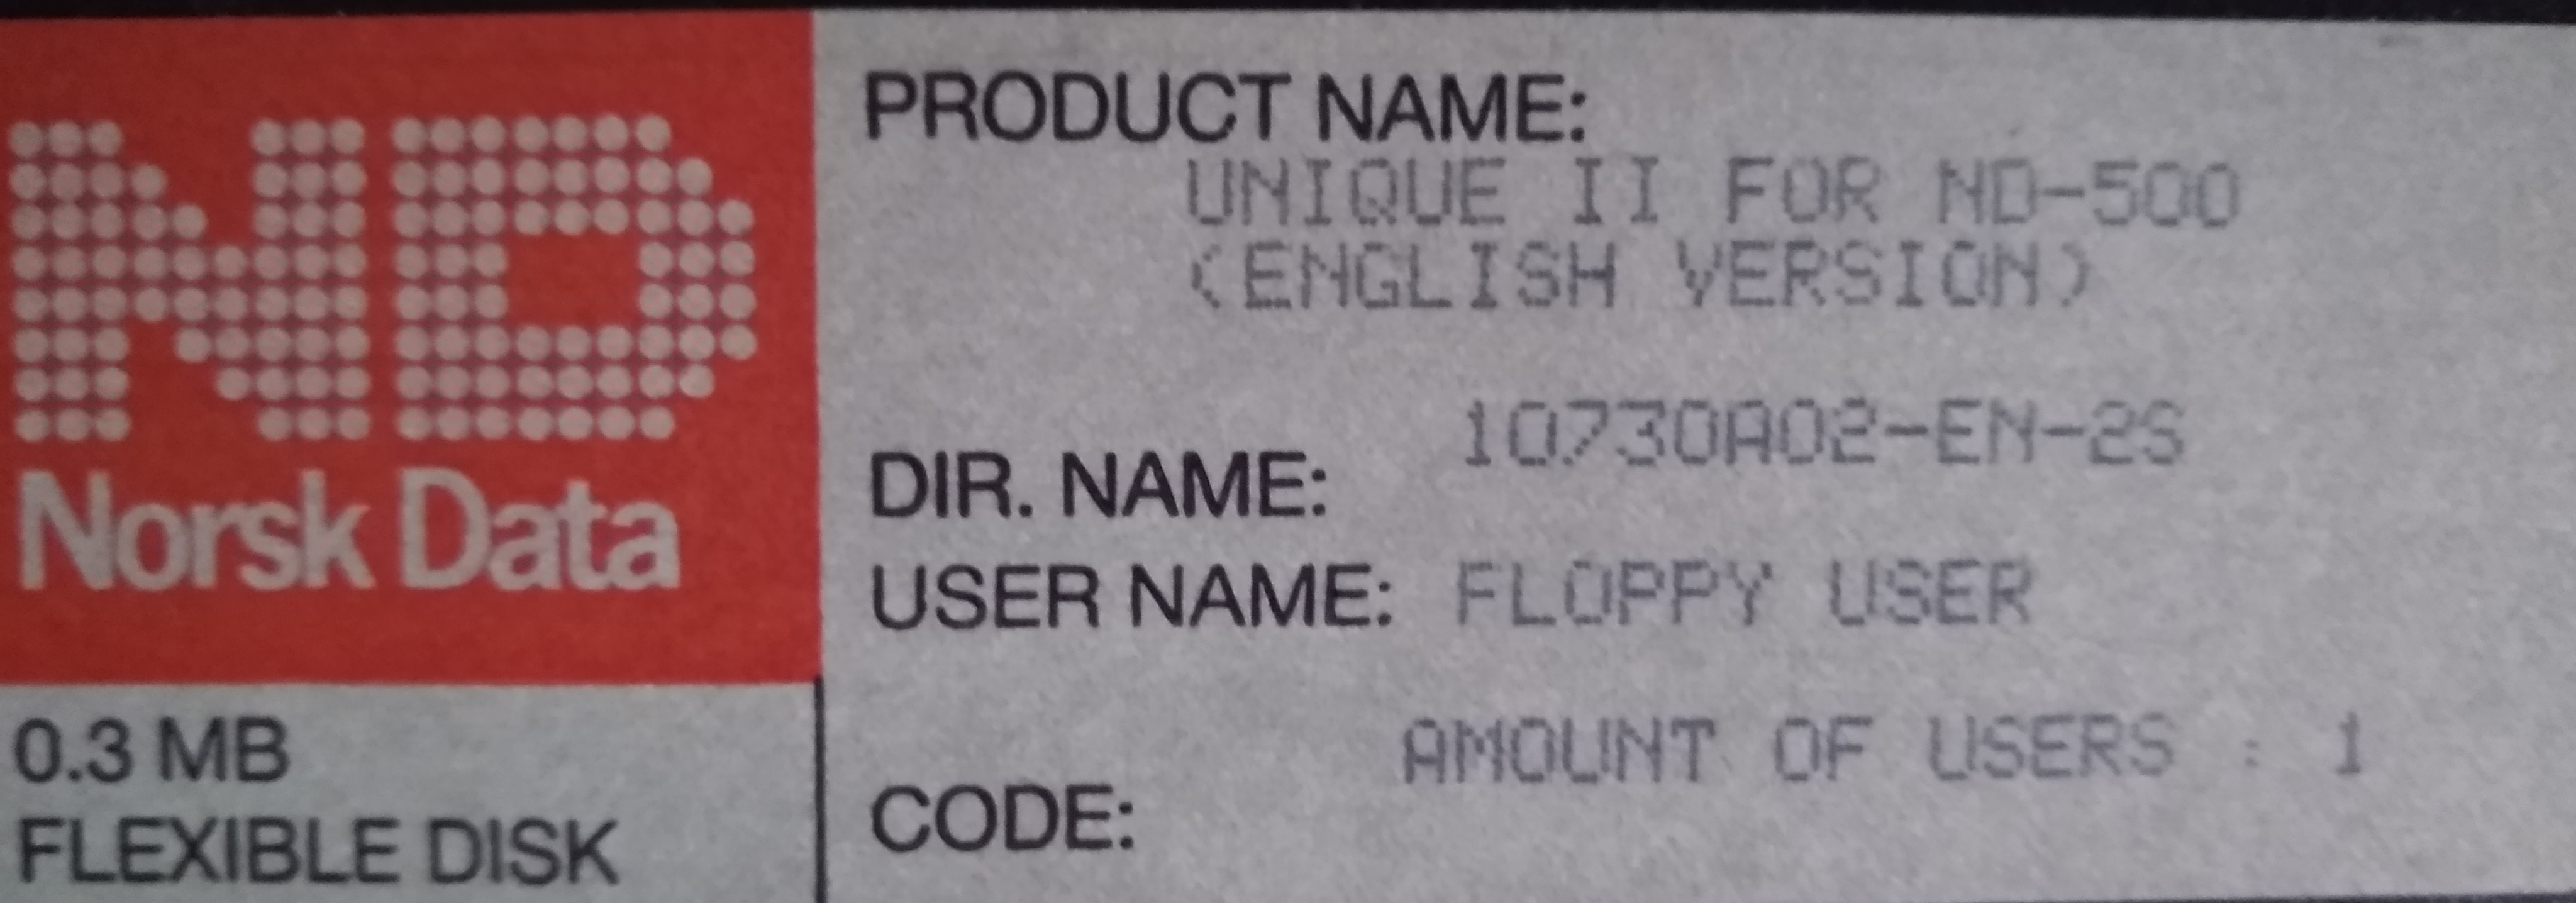 ND
Norsk Data
0.3 MB
FLEXIBLE DISK
PRODUCT NAME:
UNIQUE II FOR ND-500
(ENGLISH VERSION)
10730A02-EN-2S
DIR. NAME:
USER NAME: FLOPPY USER
AMOUNT OF USERS : 1
CODE: